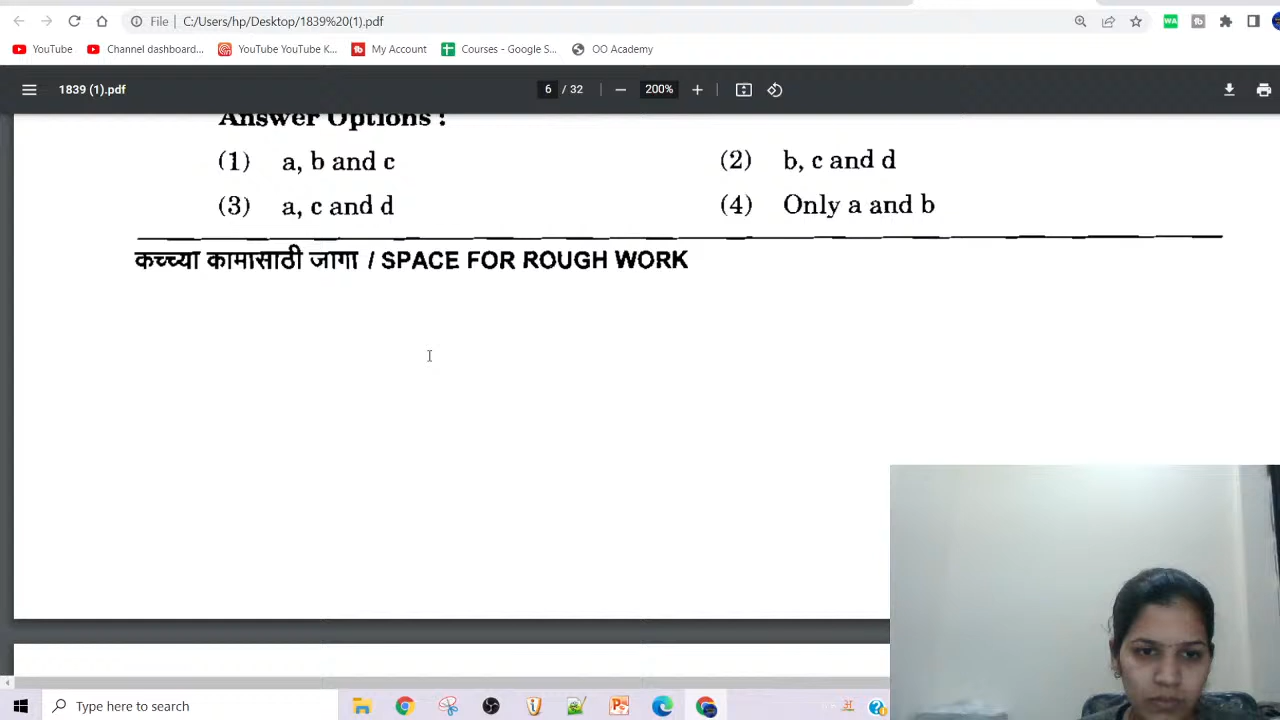 File | C:/Users/hp/Desktop/1839%20(1).pdf
YouTube Channel dashboard... YouTube YouTube K... My Account Courses - Google S... OO Academy
1839 (1).pdf 6 / 32 200%
Answer Options :
(1) a, b and c (2) b, c and d
(3) a, c and d (4) Only a and b
कच्च्या कामासाठी जागा / SPACE FOR ROUGH WORK
Type here to search